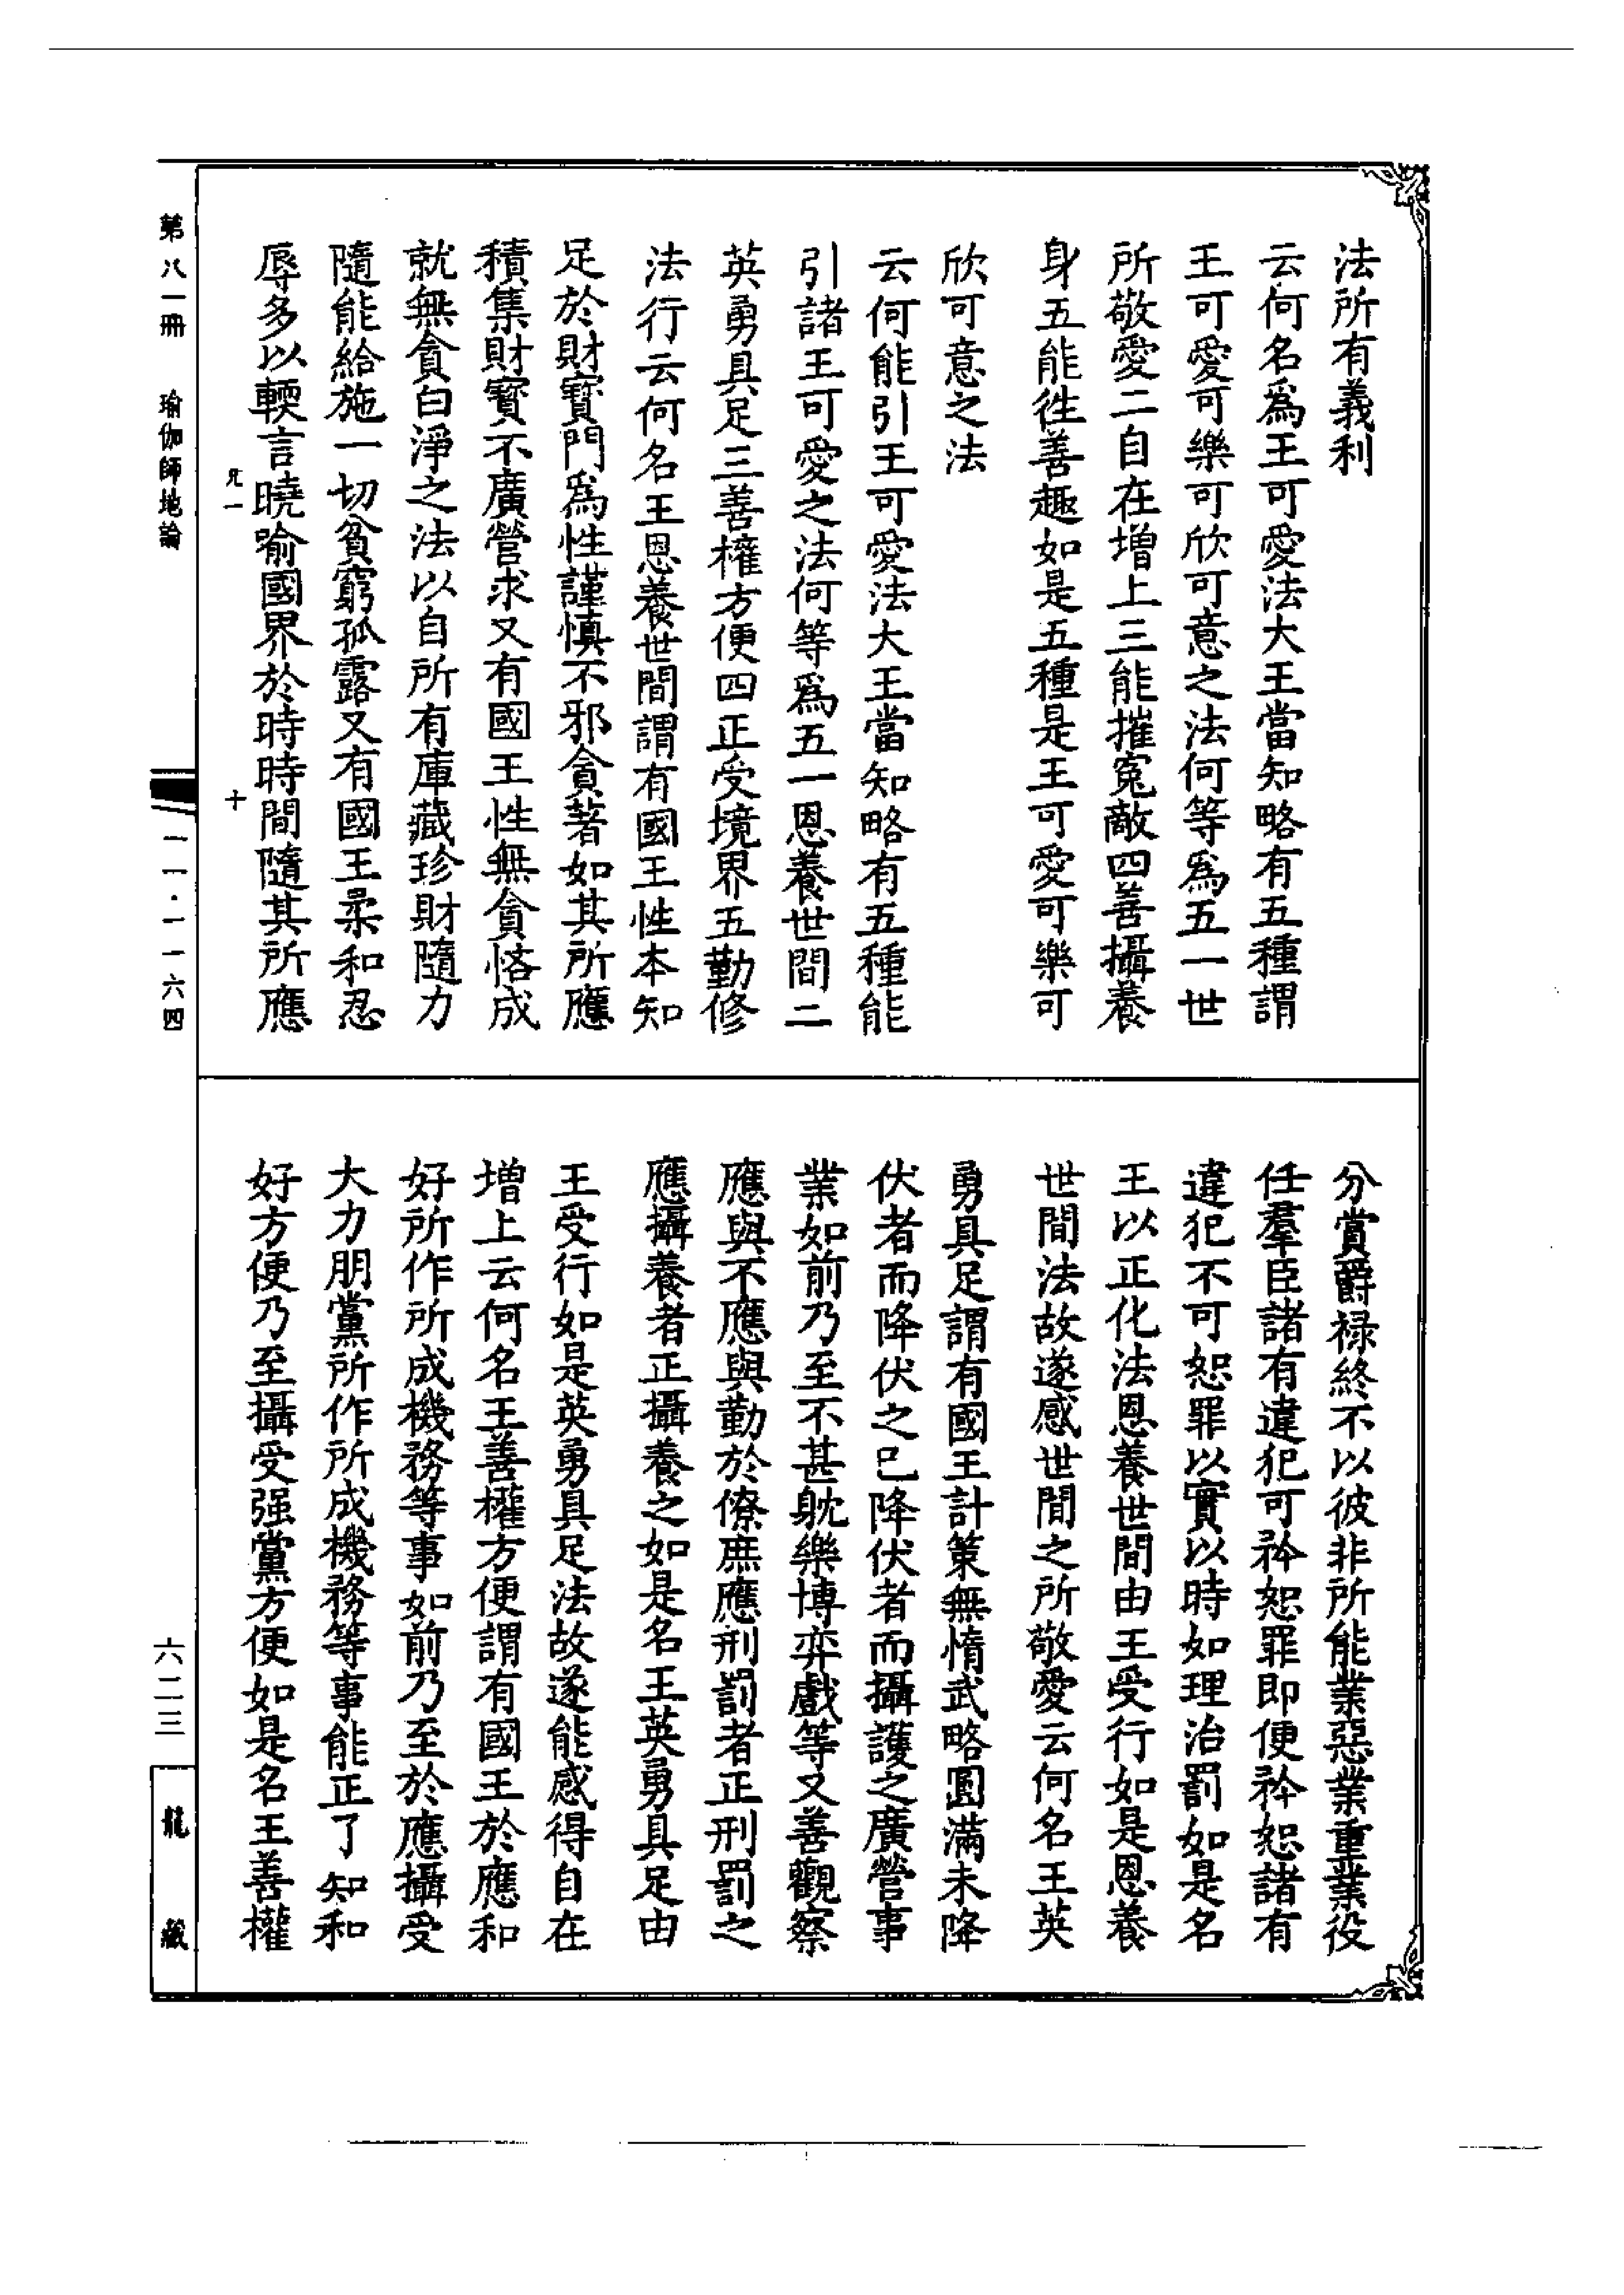 法所有義利
云何名爲王可愛法大王當知略有五種謂
王可愛可樂可欣可意之法何等爲五一世
所敬愛二自在增上三能摧寃敵四善攝養
身五能徃善趣如是五種是王可愛可樂可
欣可意之法
云何能引王可愛法大王當知略有五種能
引諸王可愛之法何等爲五一恩養世間二
英勇具足三善權方便四正受境界五勤修
法行云何名王恩養世間謂有國王性本知
足於財寶門爲性謹慎不邪貪著如其所應
積集財寶不廣營求又有國王性無貪悋成
就無貪白淨之法以自所有庫藏珍財隨力
隨能給施一切貧窮孤露又有國王柔和忍
辱多以輭言曉喻國界於時時間隨其所應
分賞爵祿終不以彼非所能業惡業重業役
任羣臣諸有違犯可矜恕罪即便矜恕諸有
違犯不可恕罪以實以時如理治罰如是名
王以正化法恩養世間由王受行如是恩養
世間法故遂感世間之所敬愛云何名王英
勇具足謂有國王計策無惰武略圓滿未降
伏者而降伏之已降伏者而攝護之廣營事
業如前乃至不甚躭樂博弈戲等又善觀察
應與不應與勤於僚庶應刑罰者正刑罰之
應攝養者正攝養之如是名王英勇具足由
王受行如是英勇具足法故遂能感得自在
增上云何名王善權方便謂有國王於應和
好所作所成機務等事如前乃至於應攝受
大力朋黨所作所成機務等事能正了知和
好方便乃至攝受强黨方便如是名王善權
第八一冊 瑜伽師地論
一一·一一六四
六二三
龍藏
十